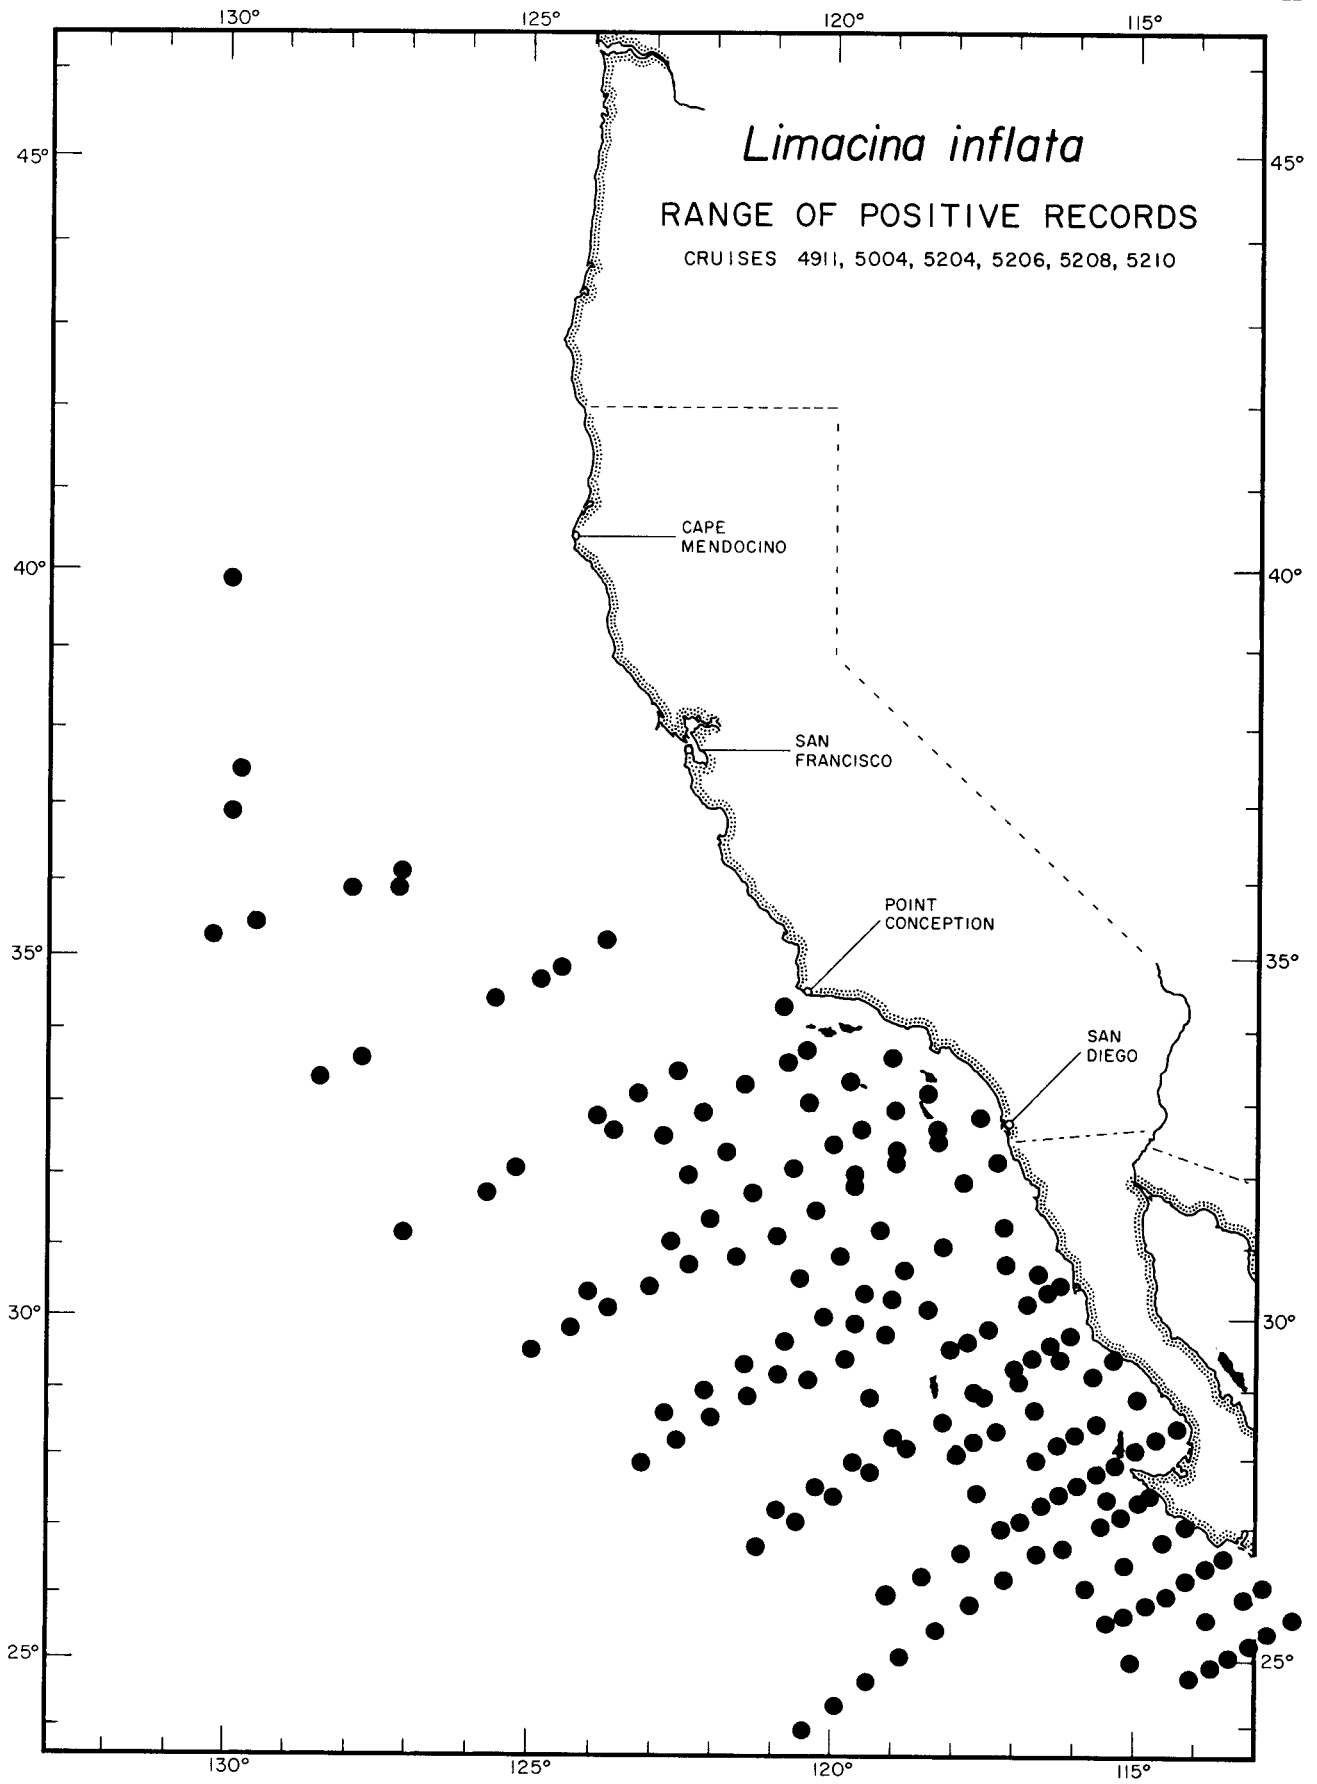 130° 125° 120° 115°
45° 45°
Limacina inflata
RANGE OF POSITIVE RECORDS
CRUISES 4911, 5004, 5204, 5206, 5208, 5210
CAPE
MENDOCINO
40° 40°
SAN
FRANCISCO
POINT
CONCEPTION
35° 35°
SAN
DIEGO
30° 30°
25° 25°
130° 125° 120° 115°